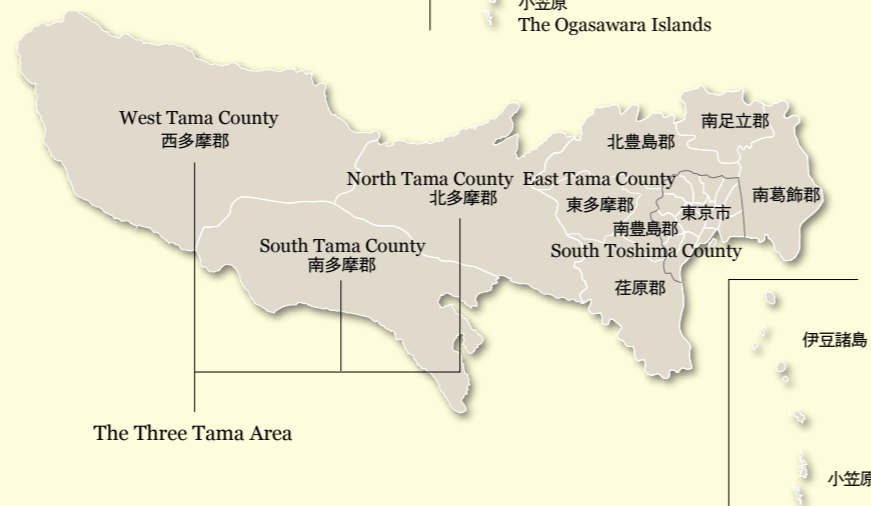 小笠原
The Ogasawara Islands
West Tama County
西多摩郡
南足立郡
北豊島郡
North Tama County
北多摩郡
East Tama County
東多摩郡
南葛飾郡
東京市
南豊島郡
South Toshima County
South Tama County
南多摩郡
荏原郡
伊豆諸島
The Three Tama Area
小笠原